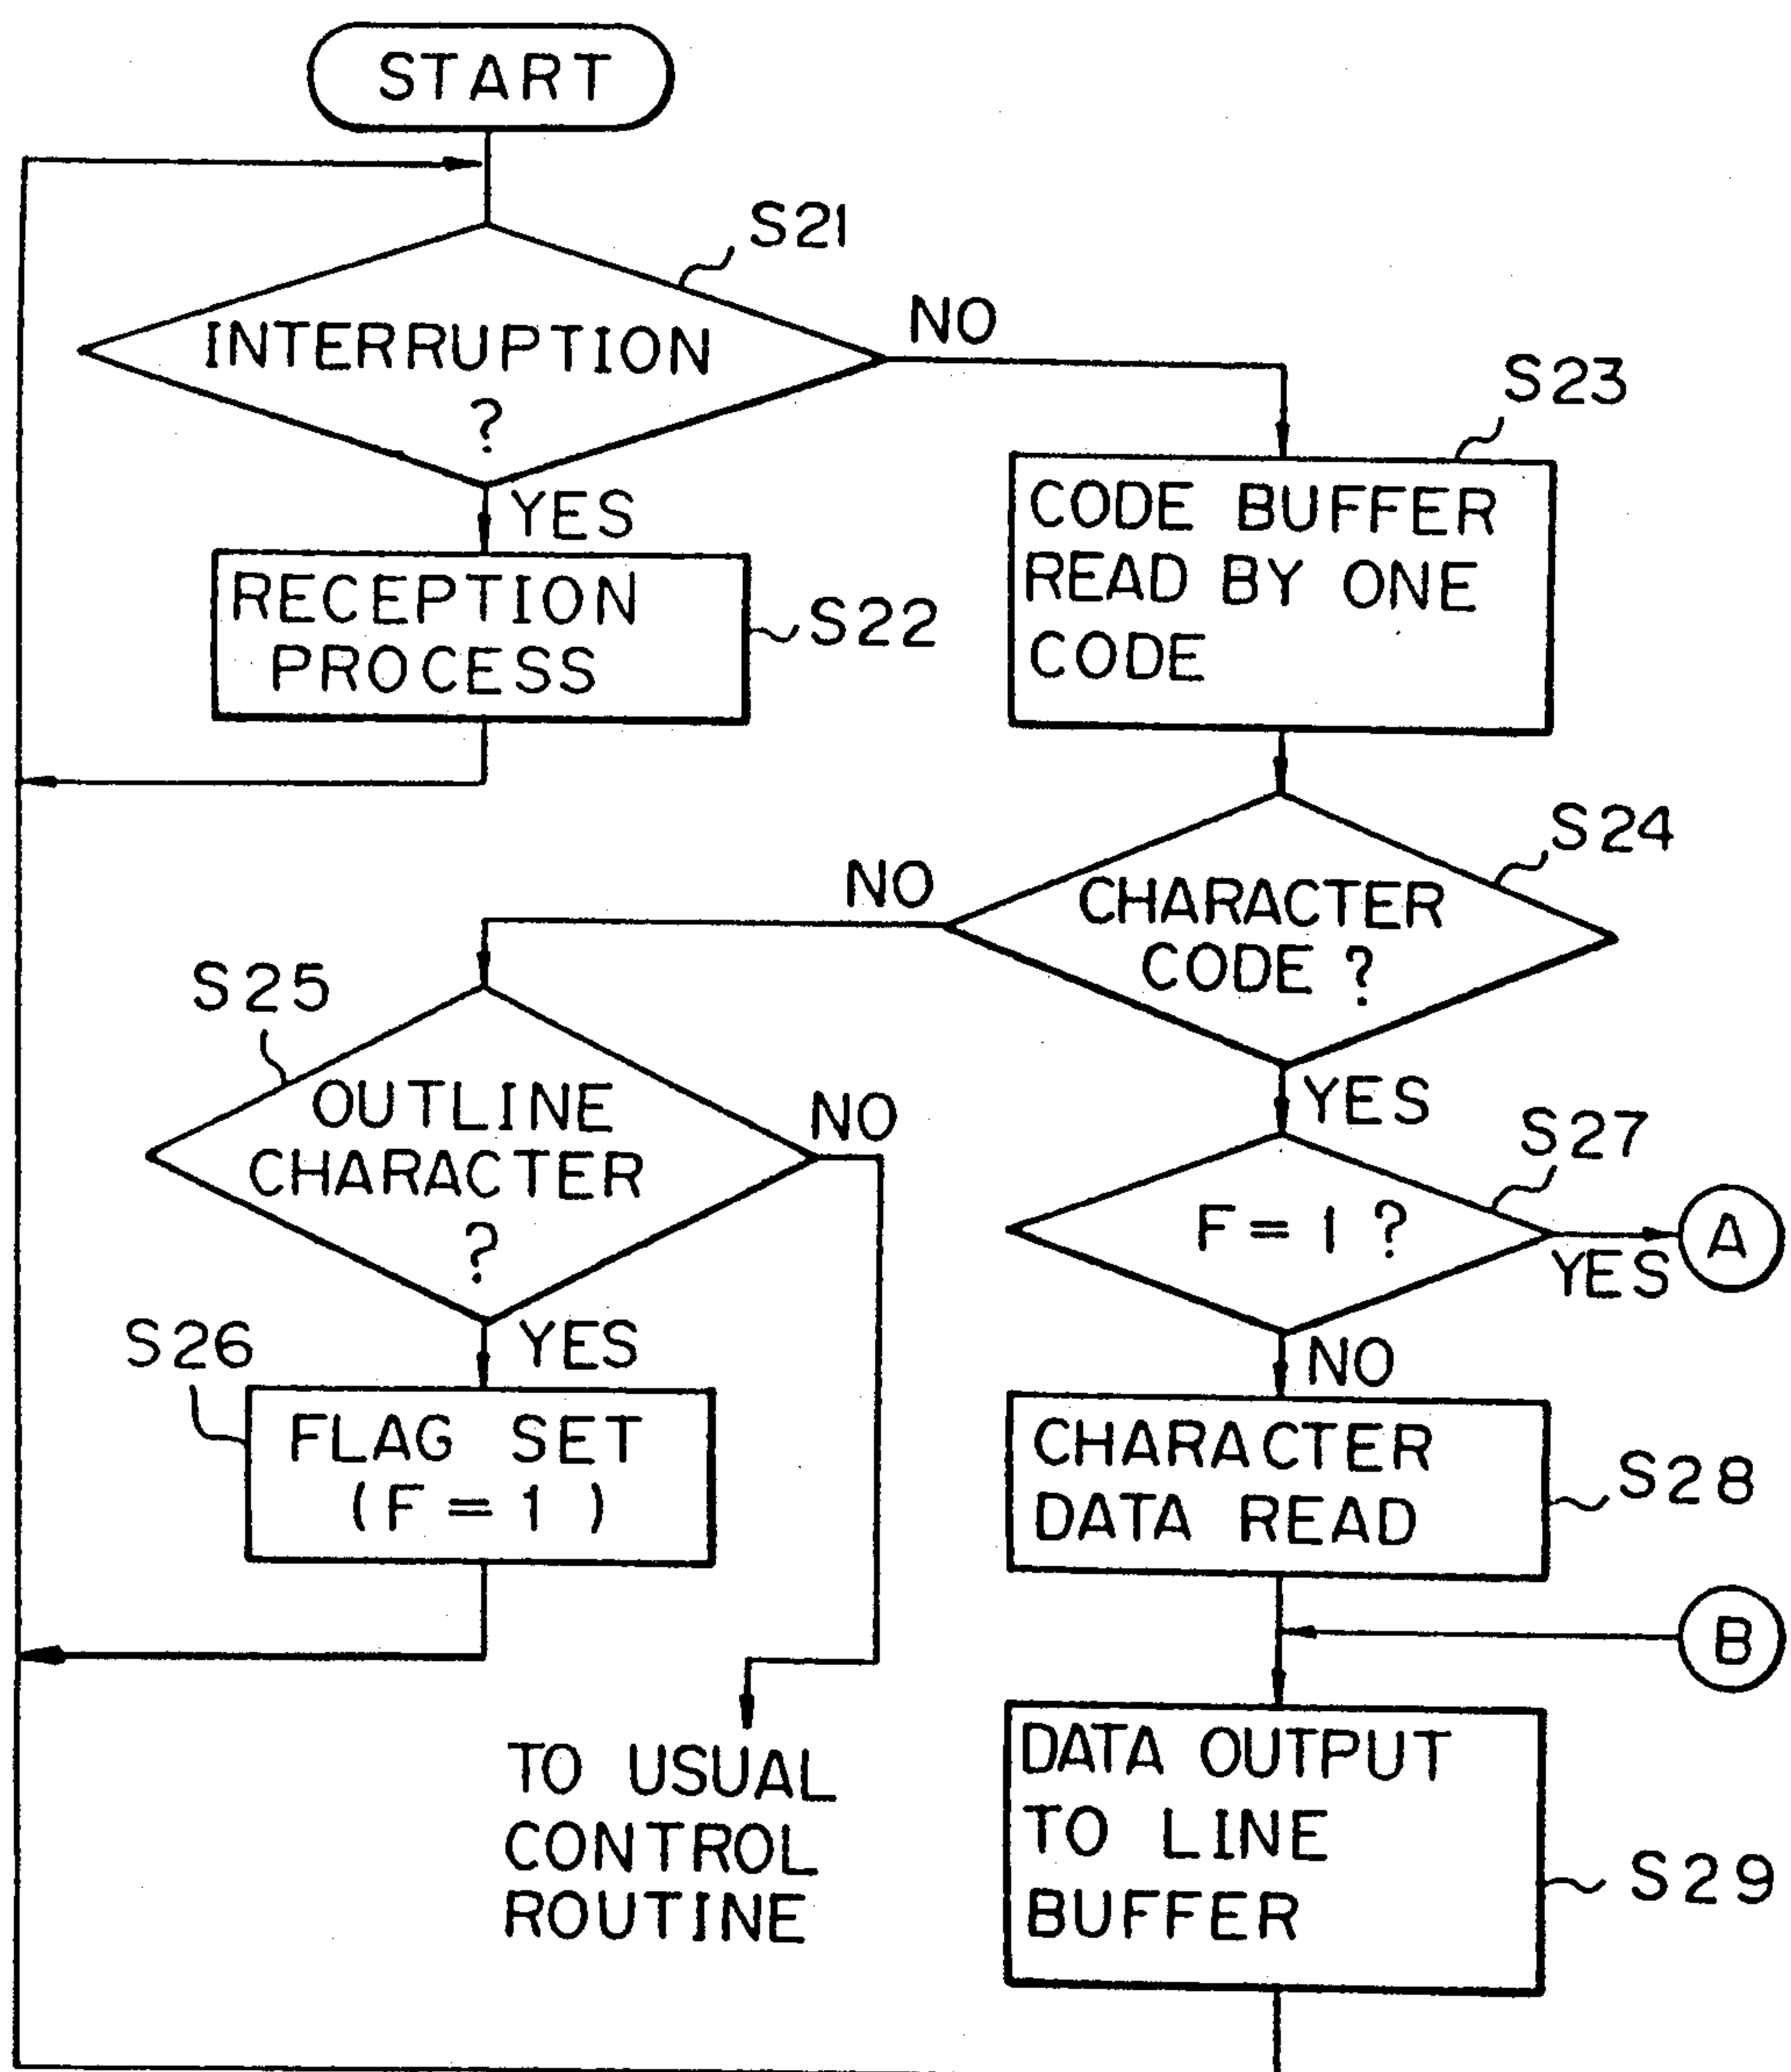 START
S21
INTERRUPTION
?
NO
YES
RECEPTION
PROCESS
S22
S23
CODE BUFFER
READ BY ONE
CODE
S24
CHARACTER
CODE ?
NO
YES
S25
OUTLINE
CHARACTER
?
NO
YES
S26
FLAG SET
( F = 1 )
TO USUAL
CONTROL
ROUTINE
S27
F = 1 ?
YES
A
NO
CHARACTER
DATA READ
S28
B
DATA OUTPUT
TO LINE
BUFFER
S29